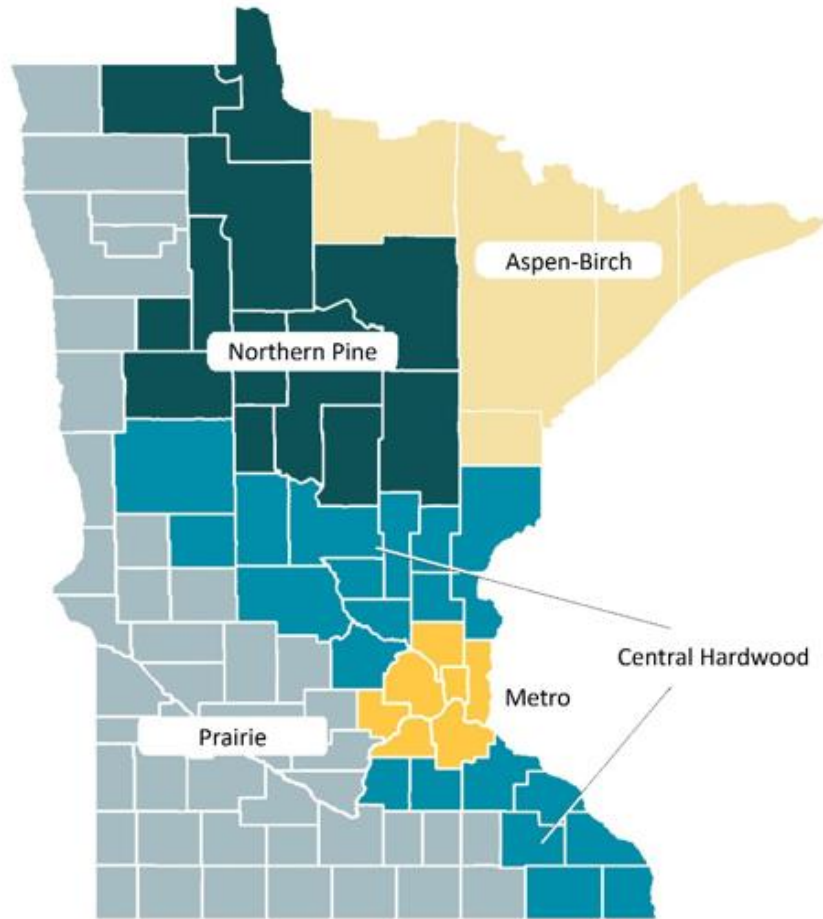 Aspen-Birch
Northern Pine
Central Hardwood
Metro
Prairie